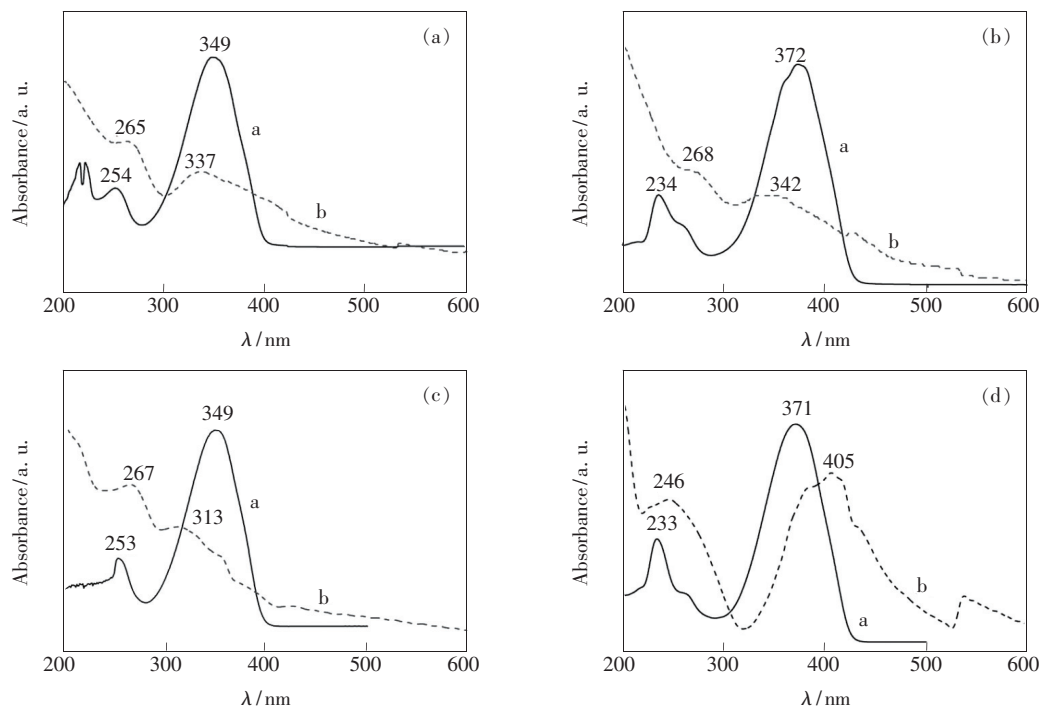 (a)
349
a
265
337
254
b
Absorbance/a. u.
200 300 400 500 600
λ/nm
(b)
372
a
268
234
342
b
Absorbance/a. u.
200 300 400 500 600
λ/nm
(c)
349
267
a
313
253
b
Absorbance/a. u.
200 300 400 500 600
λ/nm
(d)
371
405
246
233
b
a
Absorbance/a. u.
200 300 400 500 600
λ/nm